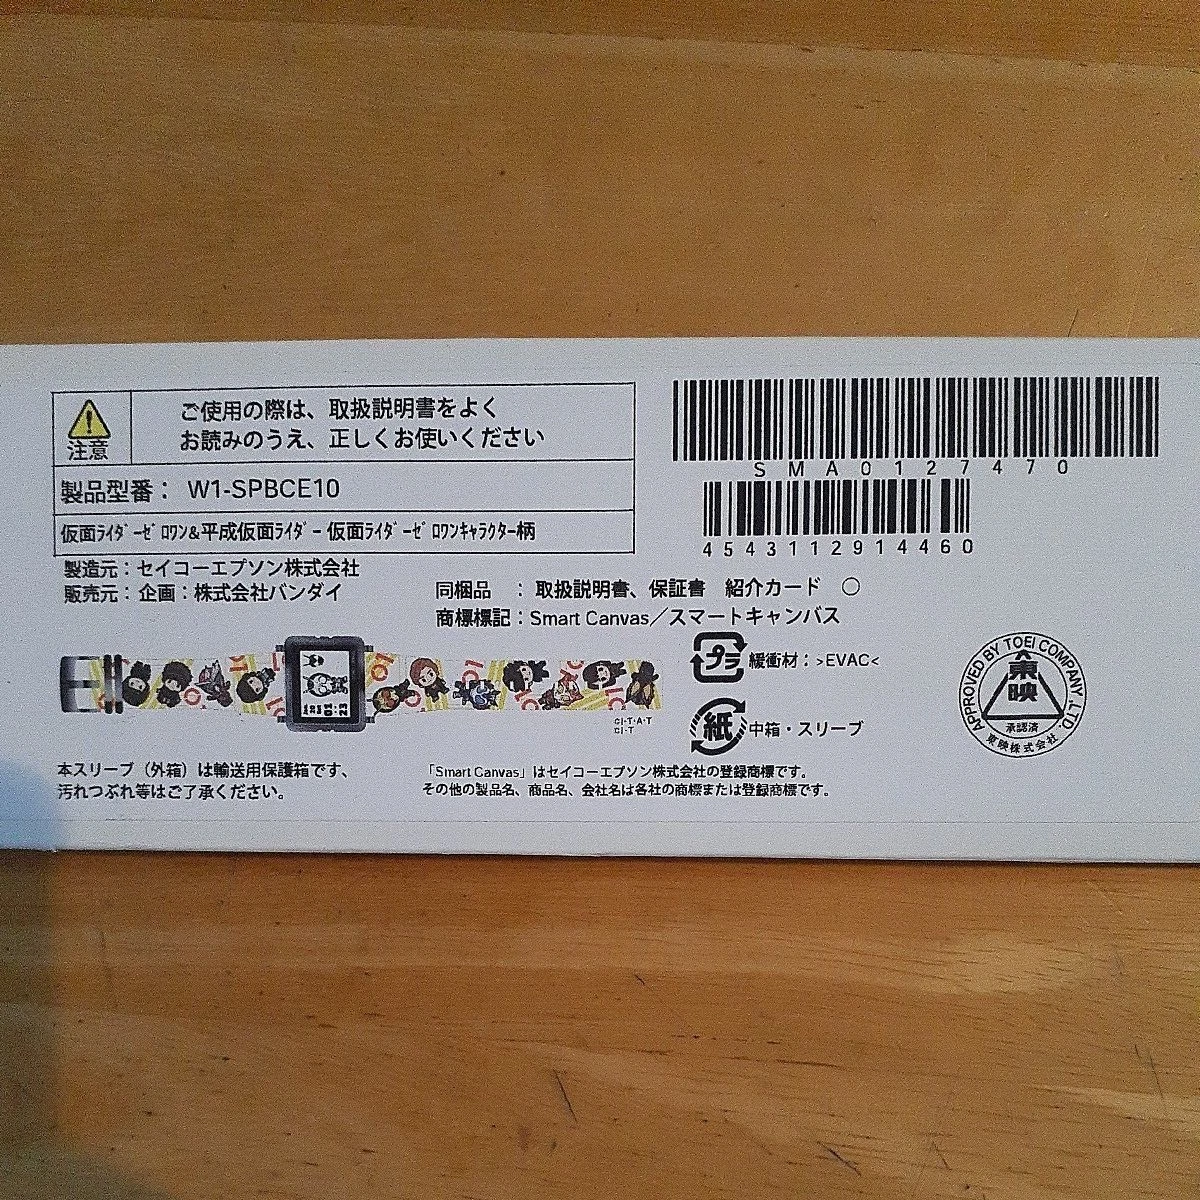 注意
ご使用の際は、取扱説明書をよく
お読みのうえ、正しくお使いください
製品型番： W1-SPBCE10
仮面ﾗｲﾀﾞｰｾﾞﾛﾜﾝ&平成仮面ﾗｲﾀﾞｰ 仮面ﾗｲﾀﾞｰｾﾞﾛﾜﾝｷｬﾗｸﾀｰ柄
製造元：セイコーエプソン株式会社
販売元：企画：株式会社バンダイ
SMA0127470
4543112914460
同梱品 ： 取扱説明書、保証書 紹介カード 〇
商標標記：Smart Canvas／スマートキャンバス
プラ 緩衝材：>EVAC<
紙 中箱・スリーブ
APPROVED BY TOEI COMPANY, LTD.
東映
承認済
東映株式会社
©I・T・A・T
©I・T
本スリーブ（外箱）は輸送用保護箱です、
汚れつぶれ等はご了承ください。
「Smart Canvas」はセイコーエプソン株式会社の登録商標です。
その他の製品名、商品名、会社名は各社の商標または登録商標です。